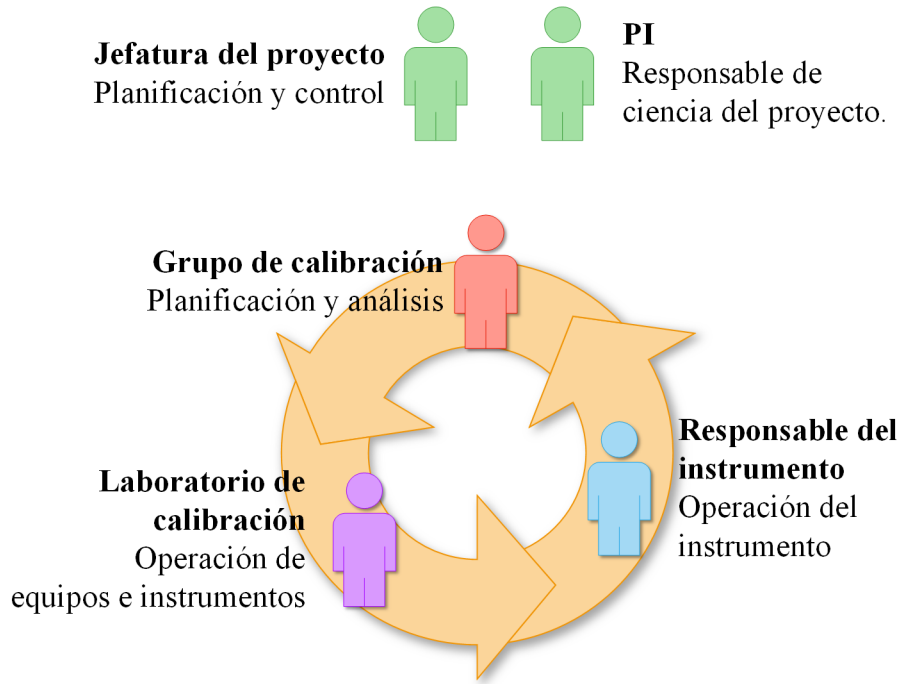 Jefatura del proyecto
Planificación y control
PI
Responsable de
ciencia del proyecto.
Grupo de calibración
Planificación y análisis
Responsable del
instrumento
Operación del
instrumento
Laboratorio de
calibración
Operación de
equipos e instrumentos